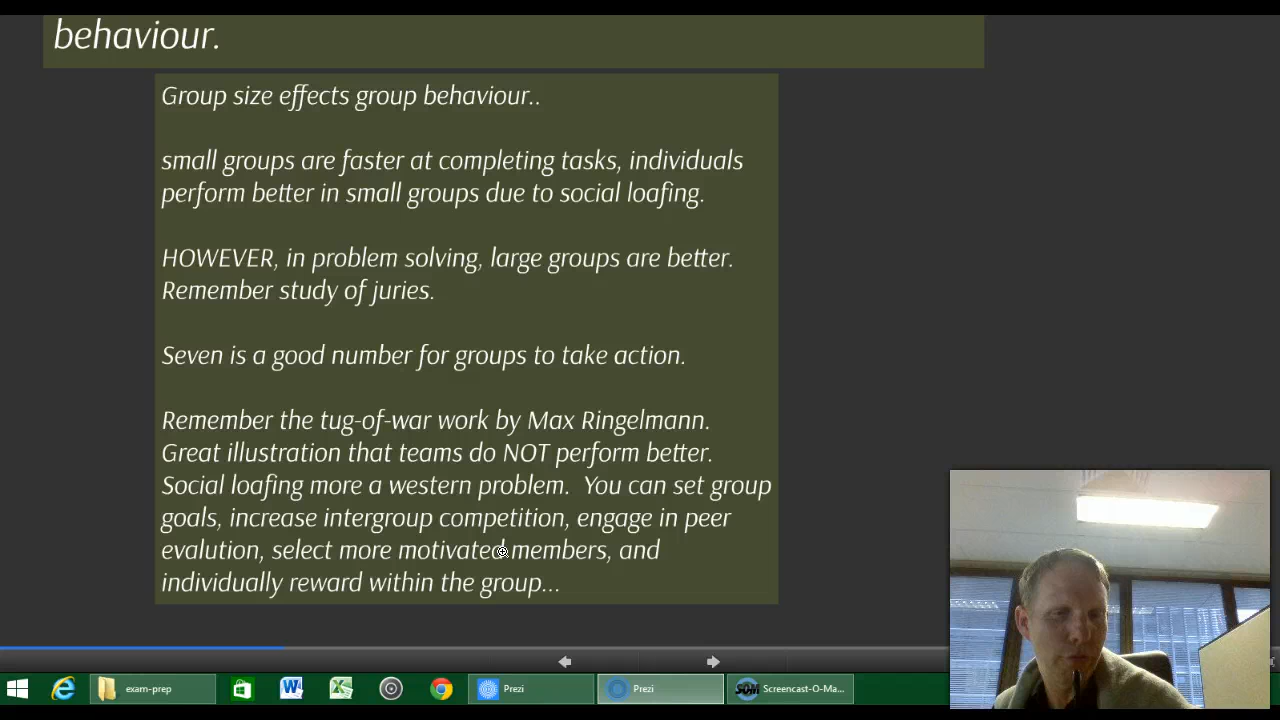 behaviour.
Group size effects group behaviour..
small groups are faster at completing tasks, individuals
perform better in small groups due to social loafing.
HOWEVER, in problem solving, large groups are better.
Remember study of juries.
Seven is a good number for groups to take action.
Remember the tug-of-war work by Max Ringelmann.
Great illustration that teams do NOT perform better.
Social loafing more a western problem.  You can set group
goals, increase intergroup competition, engage in peer
evalution, select more motivated members, and
individually reward within the group...
exam-prep
Prezi
Prezi
SOM
Screencast-O-Ma...